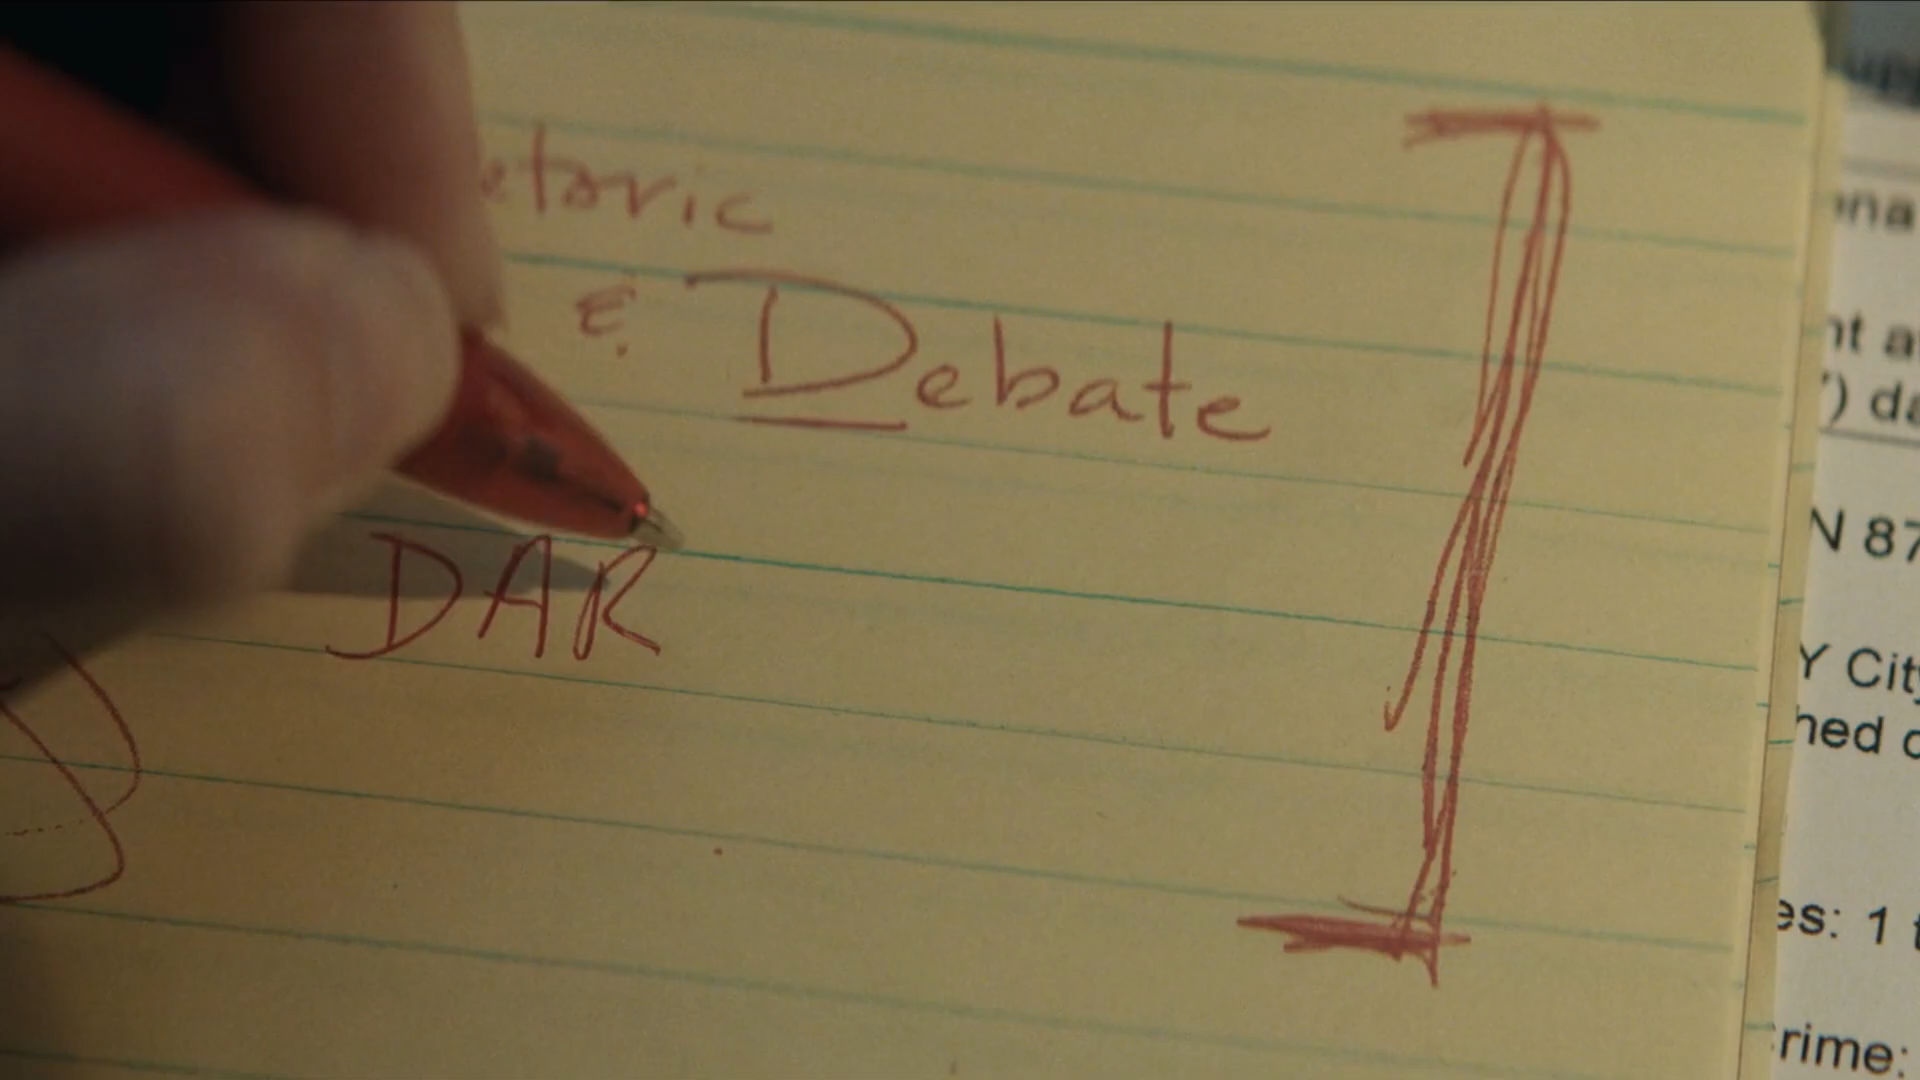 etoric
& Debate
DAR
ona
nt a
') da
N 87
Y City
hed c
es: 1 t
rime: